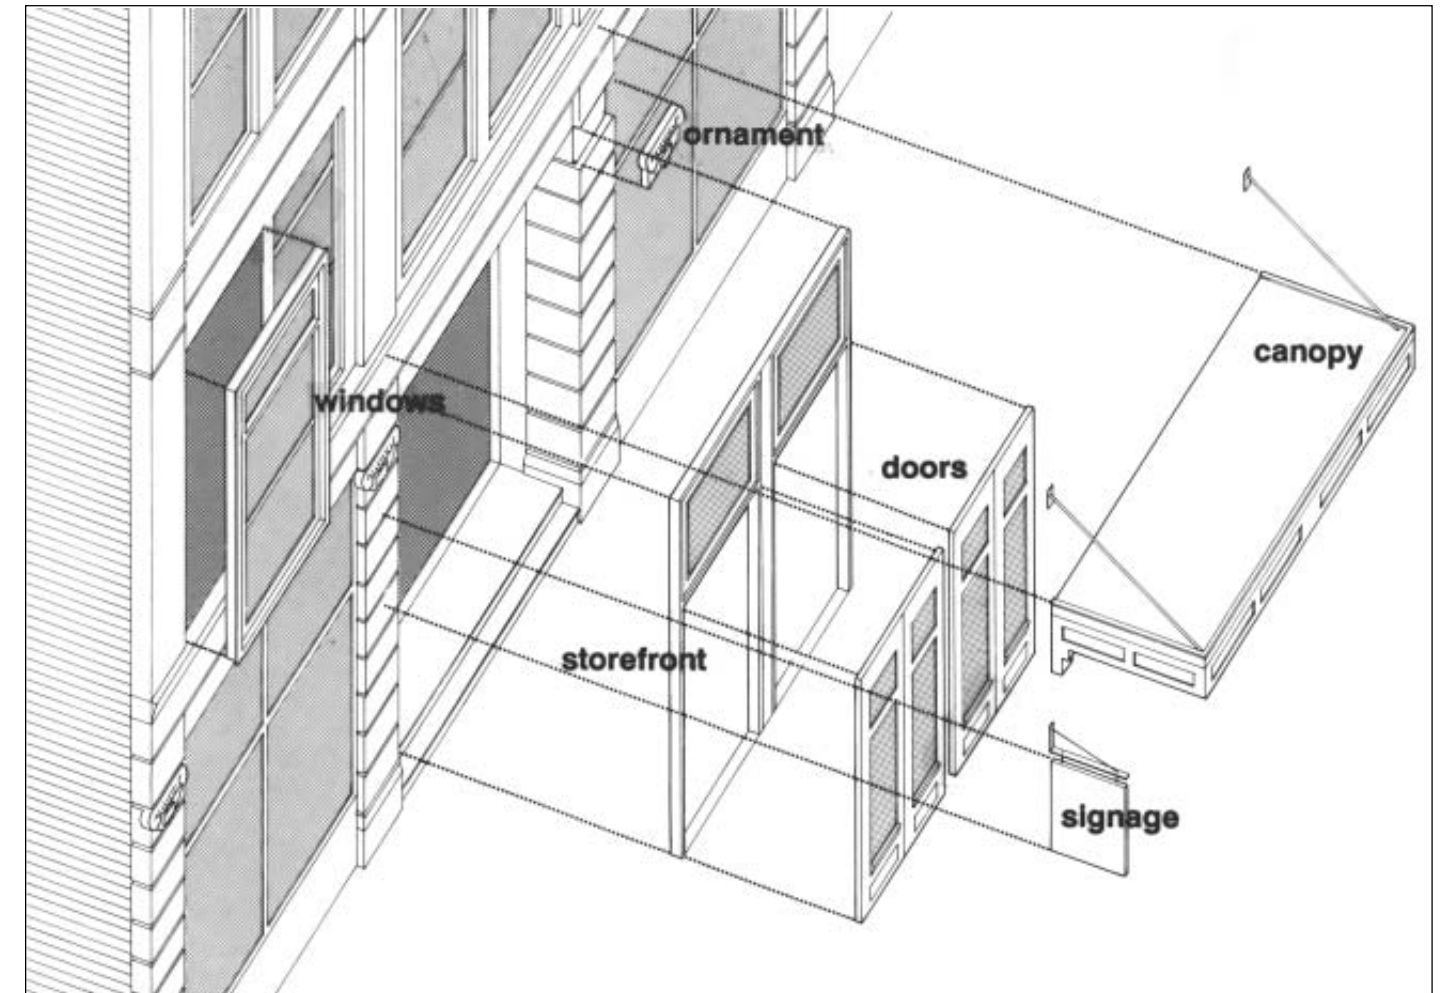 ornament
canopy
windows
doors
storefront
signage